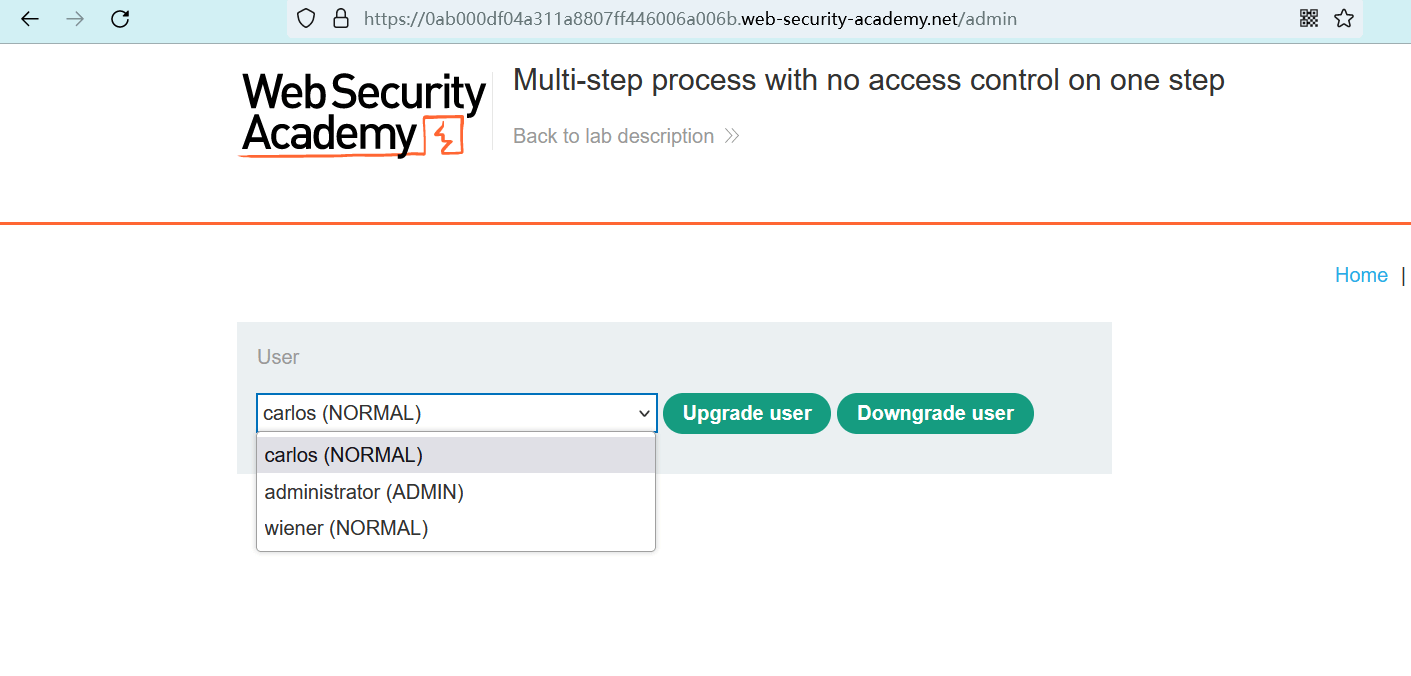 https://0ab000df04a311a8807ff446006a006b.web-security-academy.net/admin
Web Security
Academy
Multi-step process with no access control on one step
Back to lab description
Home |
User
carlos (NORMAL) Upgrade user Downgrade user
carlos (NORMAL)
administrator (ADMIN)
wiener (NORMAL)